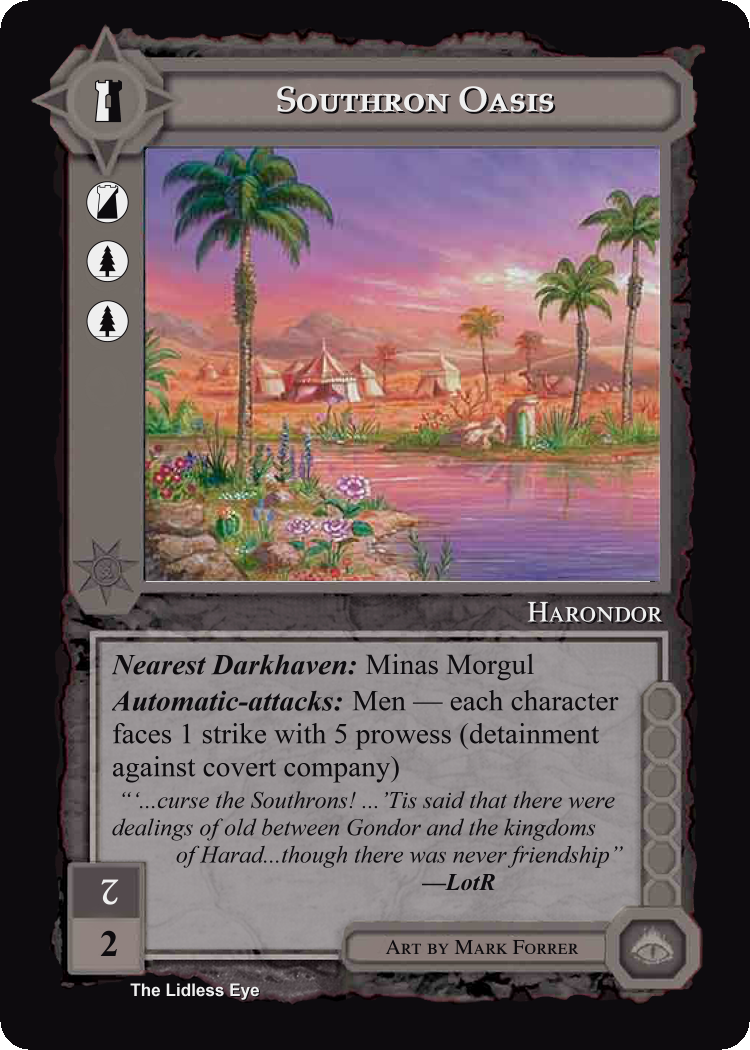 Southron Oasis
Harondor
Nearest Darkhaven: Minas Morgul
Automatic-attacks: Men — each character
faces 1 strike with 5 prowess (detainment
against covert company)
“‘...curse the Southrons! ...’Tis said that there were
dealings of old between Gondor and the kingdoms
of Harad...though there was never friendship”
—LotR
2
2
Art by Mark Forrer
The Lidless Eye